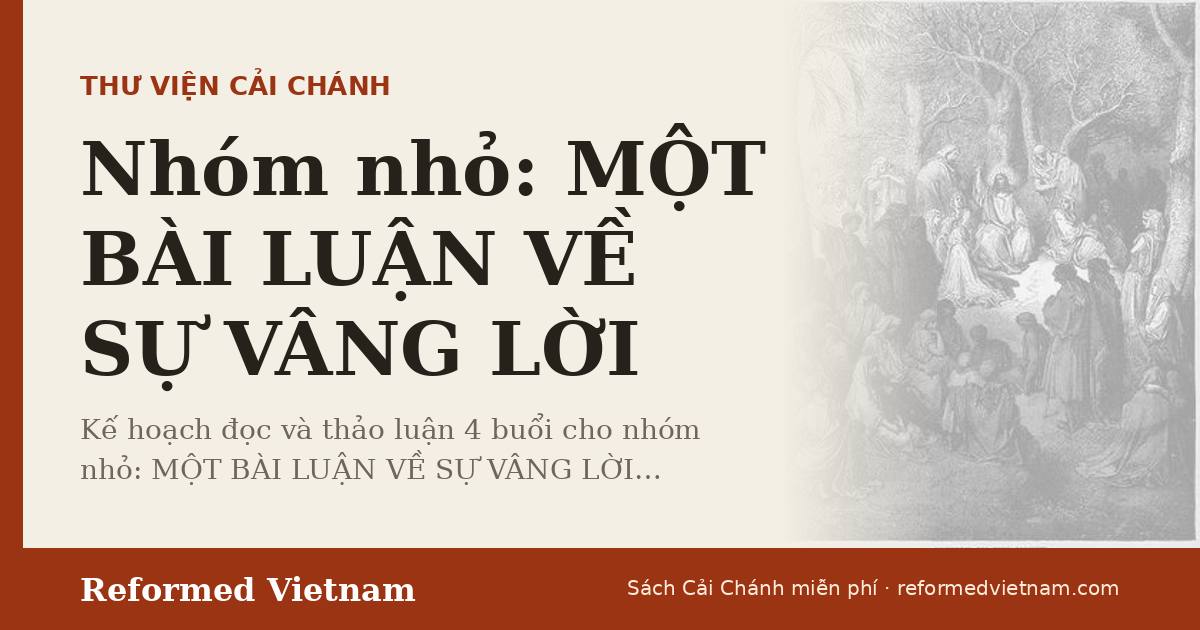 THƯ VIỆN CẢI CHÁNH
Nhóm nhỏ: MỘT
BÀI LUẬN VỀ
SỰ VÂNG LỜI
Kế hoạch đọc và thảo luận 4 buổi cho nhóm
nhỏ: MỘT BÀI LUẬN VỀ SỰ VÂNG LỜI...
Reformed Vietnam
Sách Cải Chánh miễn phí · reformedvietnam.com